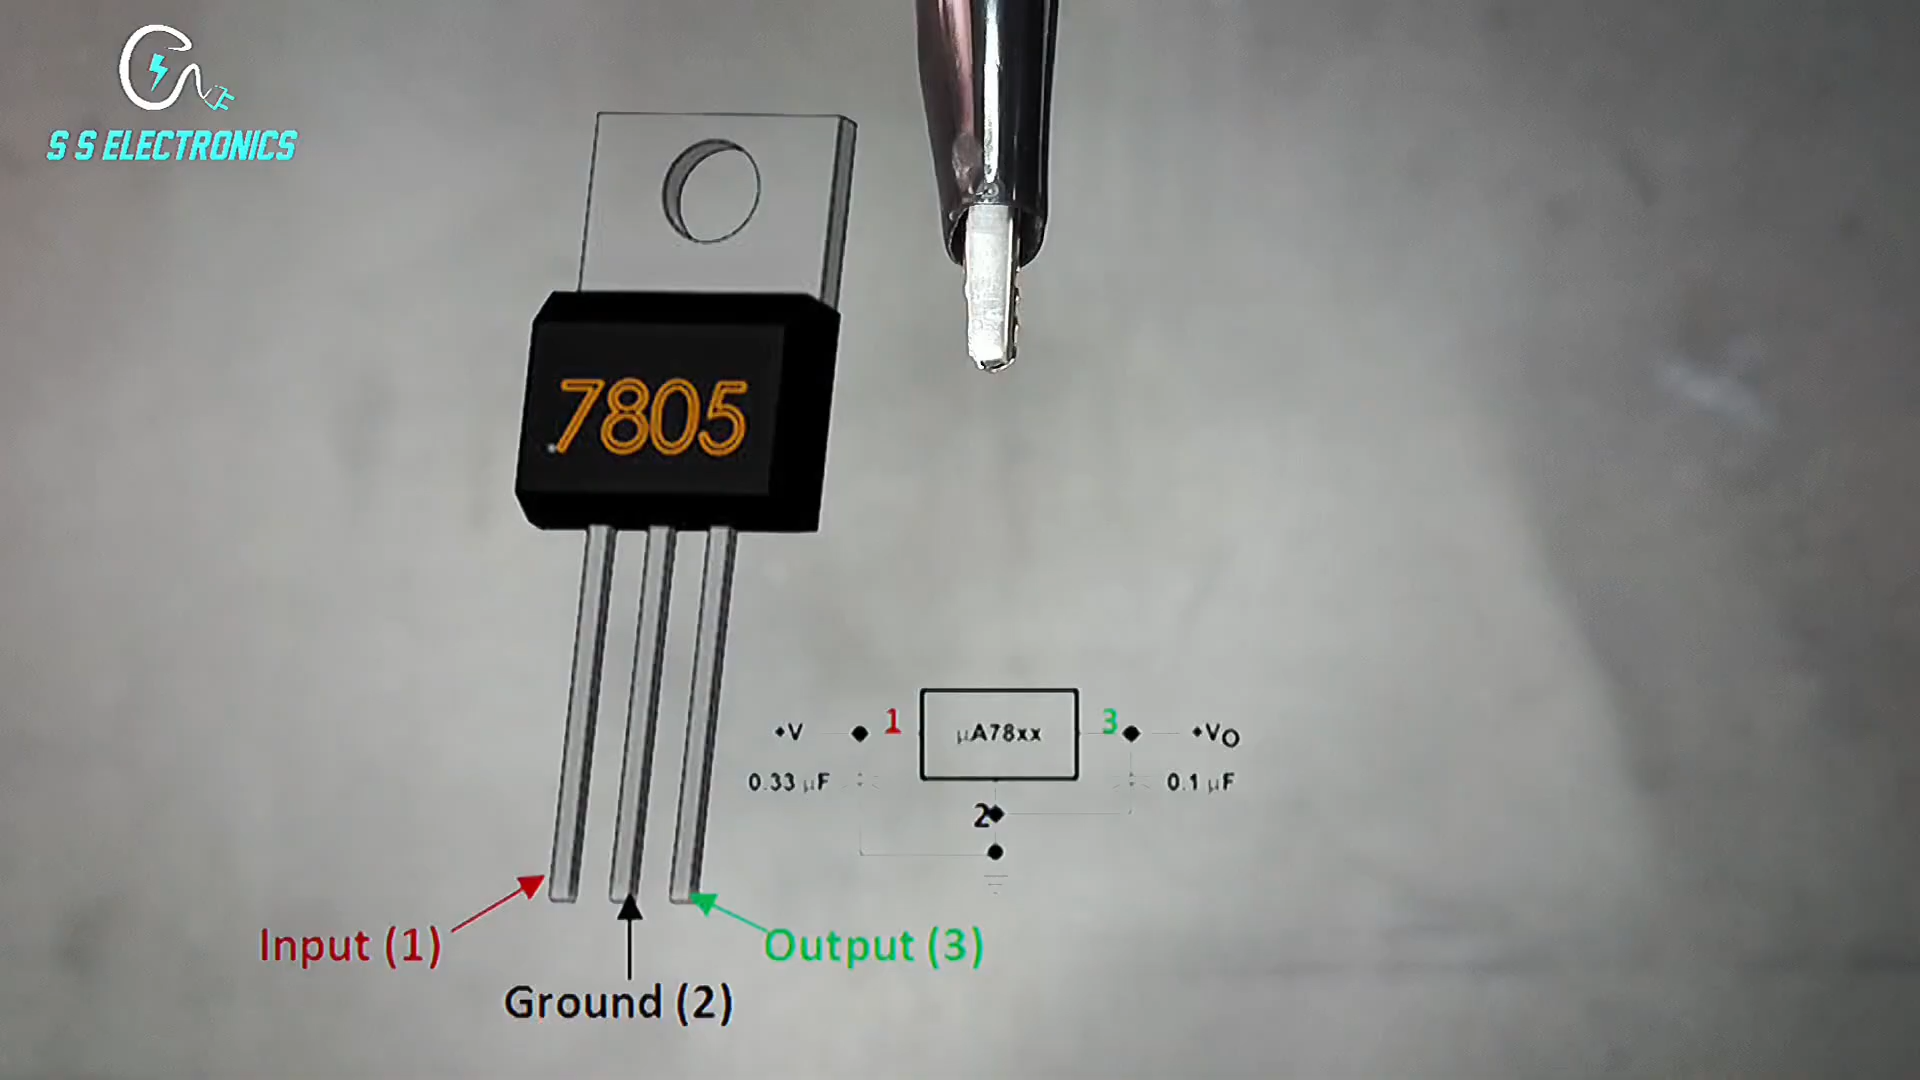 S S ELECTRONICS
7805
1
µA78xx
3
+V
+VO
0.33 µF
0.1 µF
2
Input (1)
Output (3)
Ground (2)